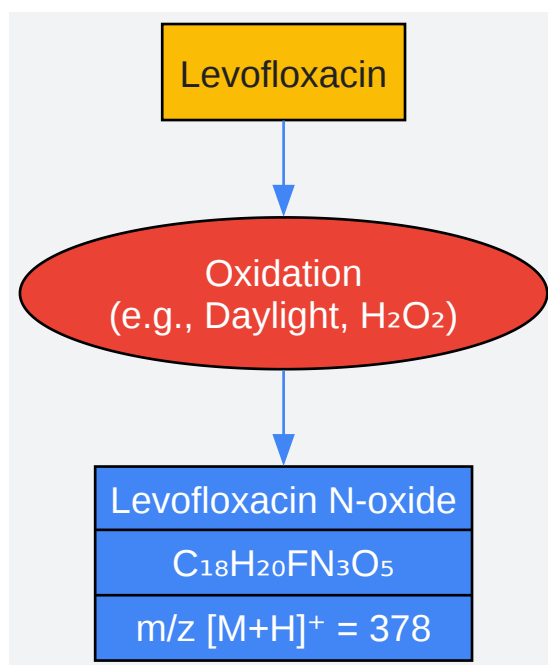 Levofloxacin
Oxidation
(e.g., Daylight, H₂O₂)
Levofloxacin N-oxide
C₁₈H₂₀FN₃O₅
m/z [M+H]⁺ = 378